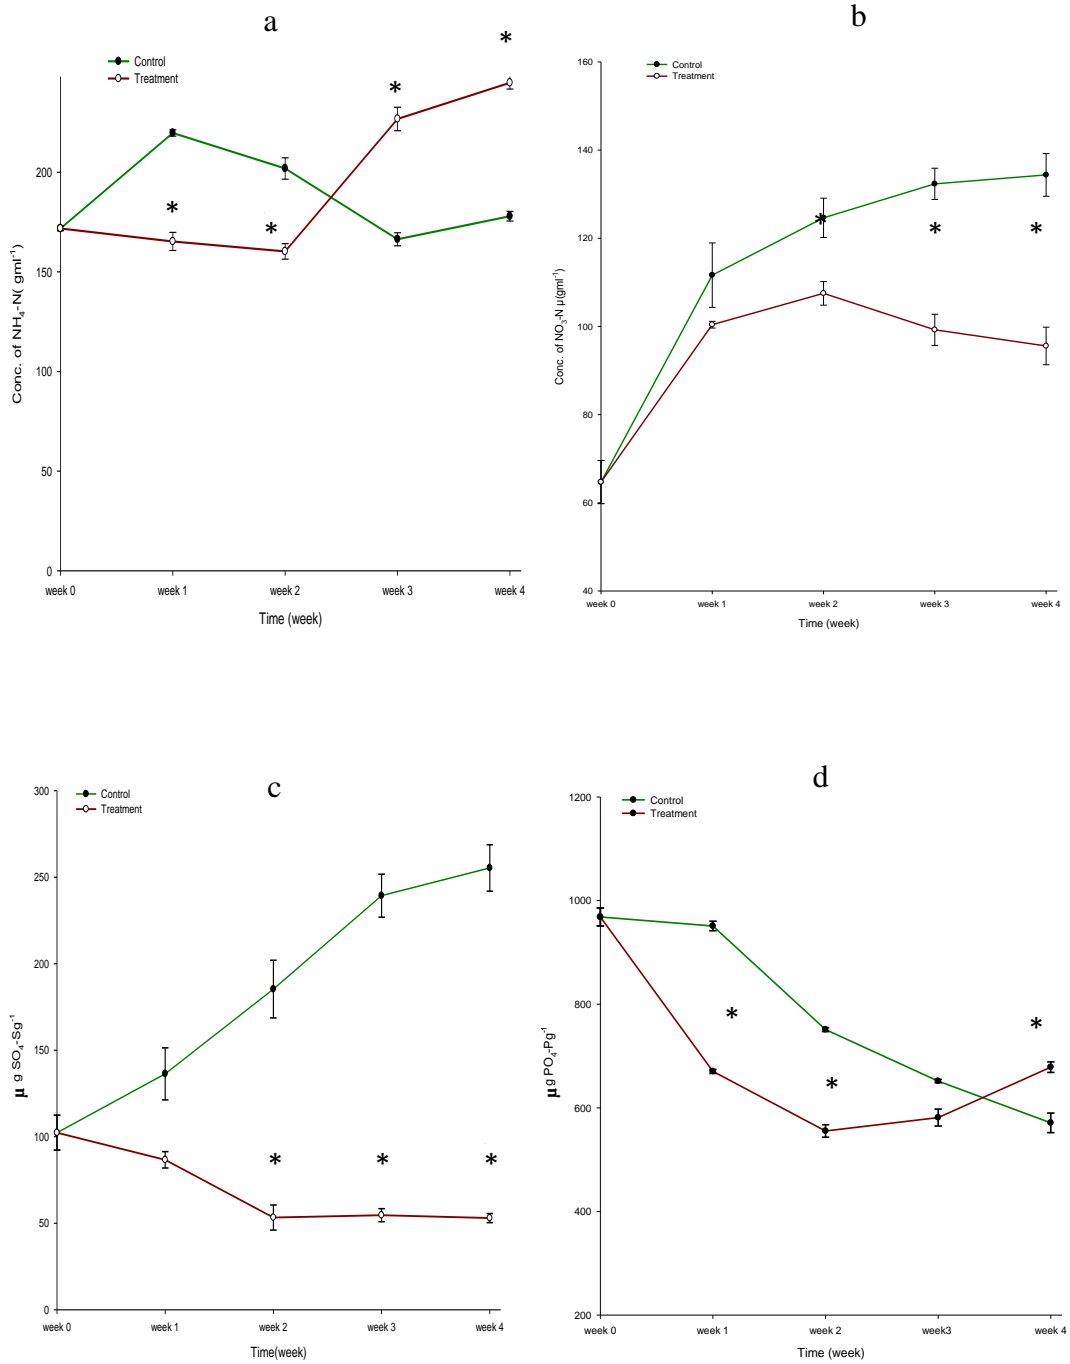 a
Control
Treatment
*
*
*
*
200
150
100
50
0
Conc. of NH₄-N( gml⁻¹)
week 0
week 1
week 2
week 3
week 4
Time (week)
b
Control
Treatment
160
140
120
100
80
60
40
*
*
*
Conc. of NO₃-N µ(gml⁻¹)
week 0
week 1
week 2
week 3
week 4
Time (week)
c
Control
Treatment
300
250
200
150
100
50
0
*
*
*
µ g SO₄-Sg⁻¹
week 0
week 1
week 2
week 3
week 4
Time(week)
d
Control
Treatment
1200
1000
800
600
400
200
*
*
*
µg PO₄-Pg⁻¹
week 0
week 1
week 2
week3
week 4
Time (week)